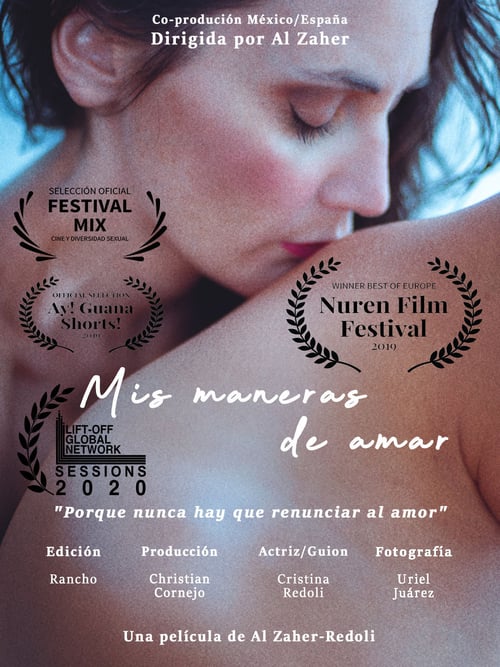 Co-produción México/España
Dirigida por Al Zaher
SELECCIÓN OFICIAL
FESTIVAL
MIX
CINE Y DIVERSIDAD SEXUAL
OFFICIAL SELECTION
Ay! Guana
Shorts!
2019
WINNER BEST OF EUROPE
Nuren Film
Festival
2019
Mis maneras
de amar
LIFT-OFF
GLOBAL
NETWORK
SESSIONS
2020
"Porque nunca hay que renunciar al amor"
Edición Producción Actriz/Guion Fotografía
Rancho Christian Cristina Uriel
Cornejo Redoli Juárez
Una película de Al Zaher-Redoli